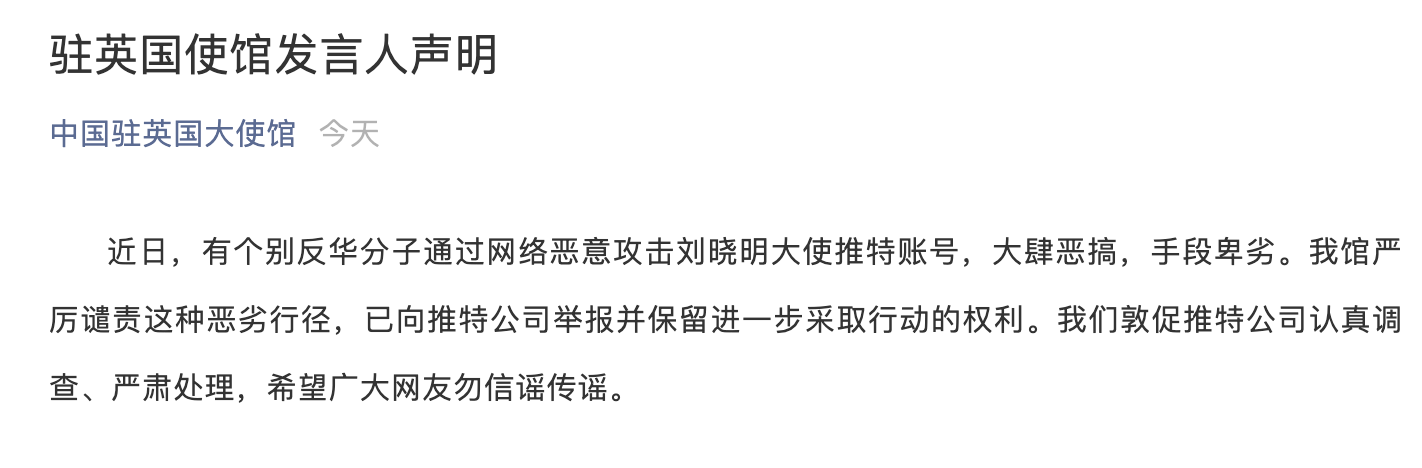 驻英国使馆发言人声明
中国驻英国大使馆 今天
近日，有个别反华分子通过网络恶意攻击刘晓明大使推特账号，大肆恶搞，手段卑劣。我馆严
厉谴责这种恶劣行径，已向推特公司举报并保留进一步采取行动的权利。我们敦促推特公司认真调
查、严肃处理，希望广大网友勿信谣传谣。